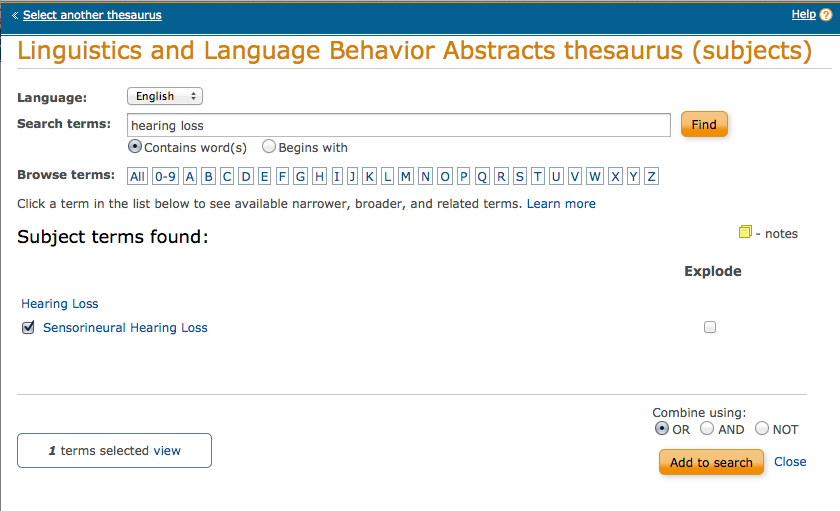 « Select another thesaurus Help ?
Linguistics and Language Behavior Abstracts thesaurus (subjects)
Language: English
Search terms: hearing loss Find
Contains word(s) Begins with
Browse terms: All 0-9 A B C D E F G H I J K L M N O P Q R S T U V W X Y Z
Click a term in the list below to see available narrower, broader, and related terms. Learn more
Subject terms found: - notes
Explode
Hearing Loss
Sensorineural Hearing Loss
Combine using:
OR AND NOT
1 terms selected view
Add to search Close